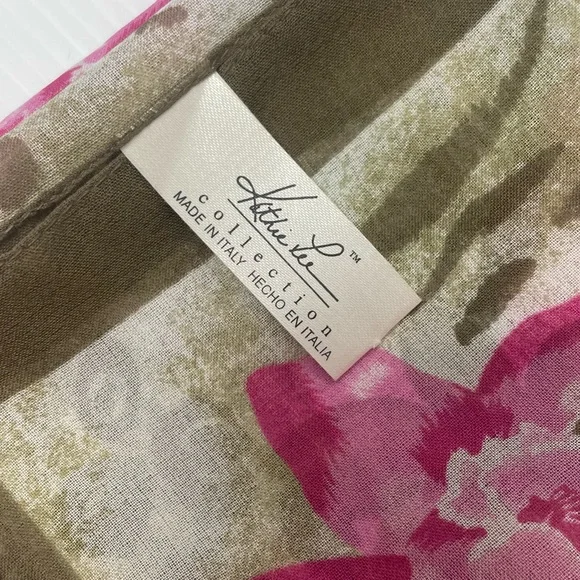 Kathie Lee™
collection
MADE IN ITALY HECHO EN ITALIA